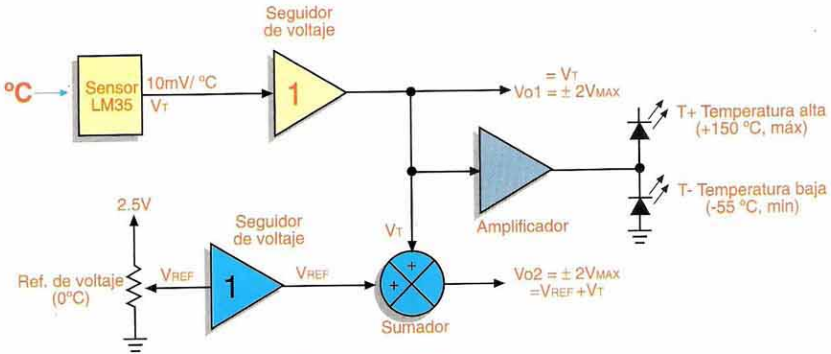 Seguidor
de voltaje
ºC
Sensor
LM35
10mV/ ºC
VT
1
= VT
Vo1 = ± 2VMAX
T+ Temperatura alta
(+150 ºC, máx)
T- Temperatura baja
(-55 ºC, min)
Amplificador
2.5V
Seguidor
de voltaje
VT
Ref. de voltaje
(0ºC)
VREF
1
VREF
+
+
Sumador
Vo2 = ± 2VMAX
=VREF+VT